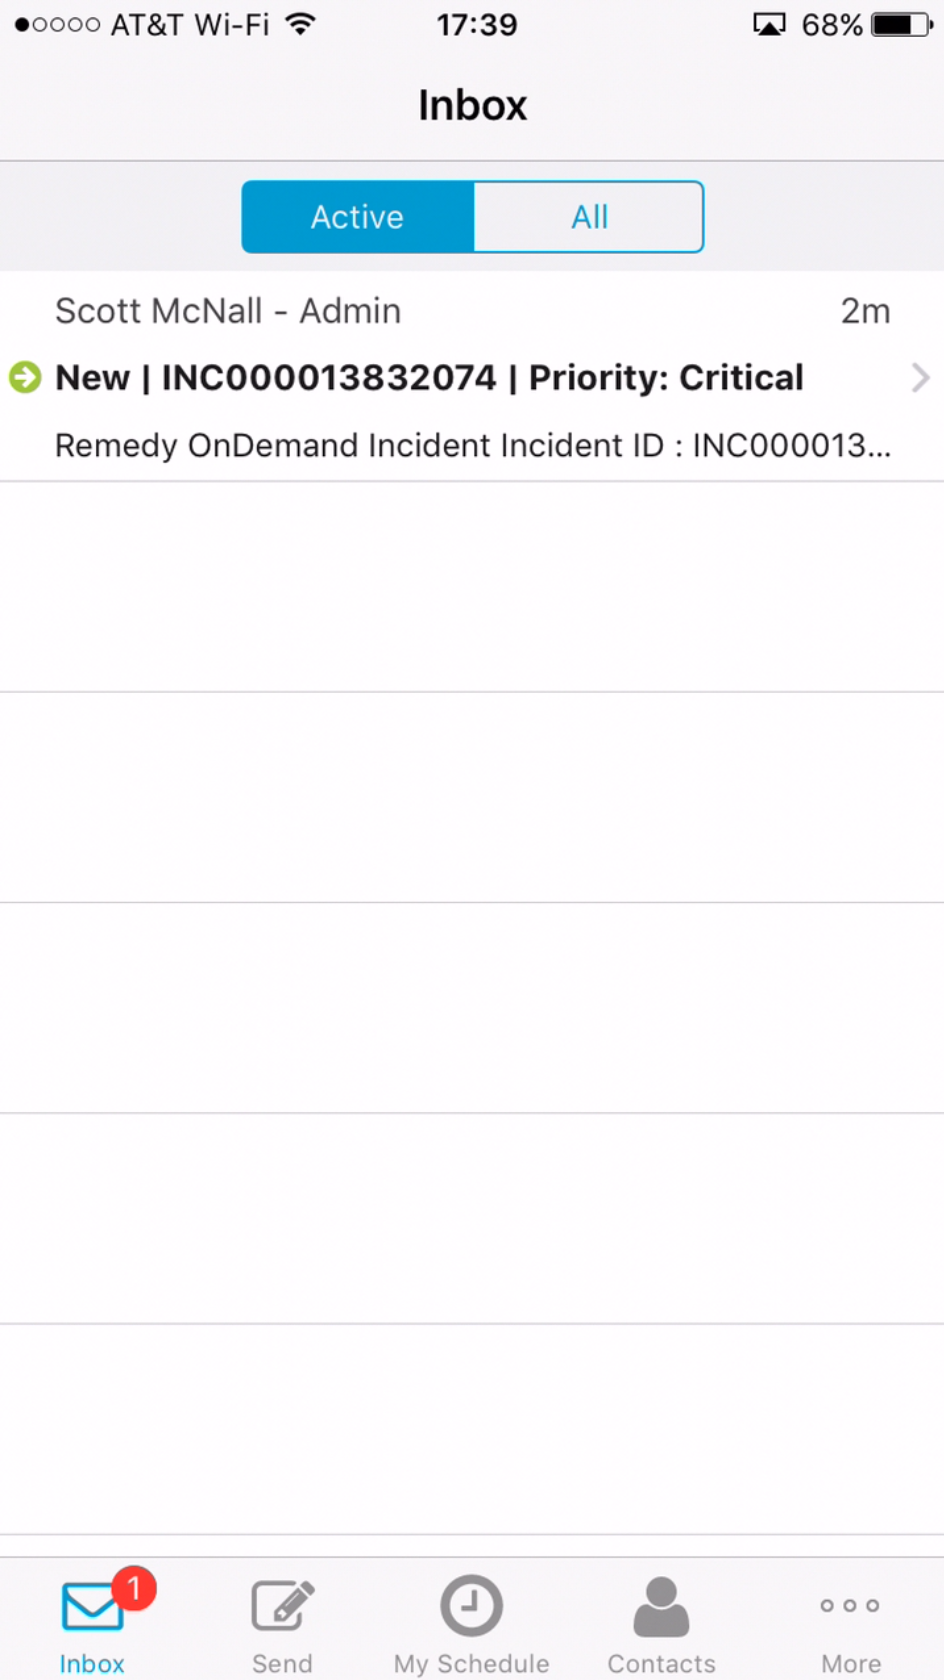 AT&T Wi-Fi 17:39 68%
Inbox
Active All
Scott McNall - Admin 2m
New | INC000013832074 | Priority: Critical
Remedy OnDemand Incident Incident ID : INC000013...
1
Inbox Send My Schedule Contacts More